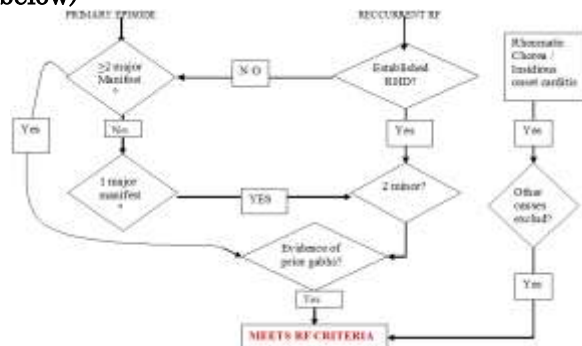 below)
PRIMARY EPISODE
RECCURRENT RF
≥2 major
Manifest
Established
RHD?
N O
Rheumatic
Chorea /
Insidious
onset carditis
Yes
No
Yes
Yes
1 major
manifest
YES
2 minor?
Other
causes
exclud?
Evidence of
prior gabhs?
Yes
Yes
MEETS RF CRITERIA